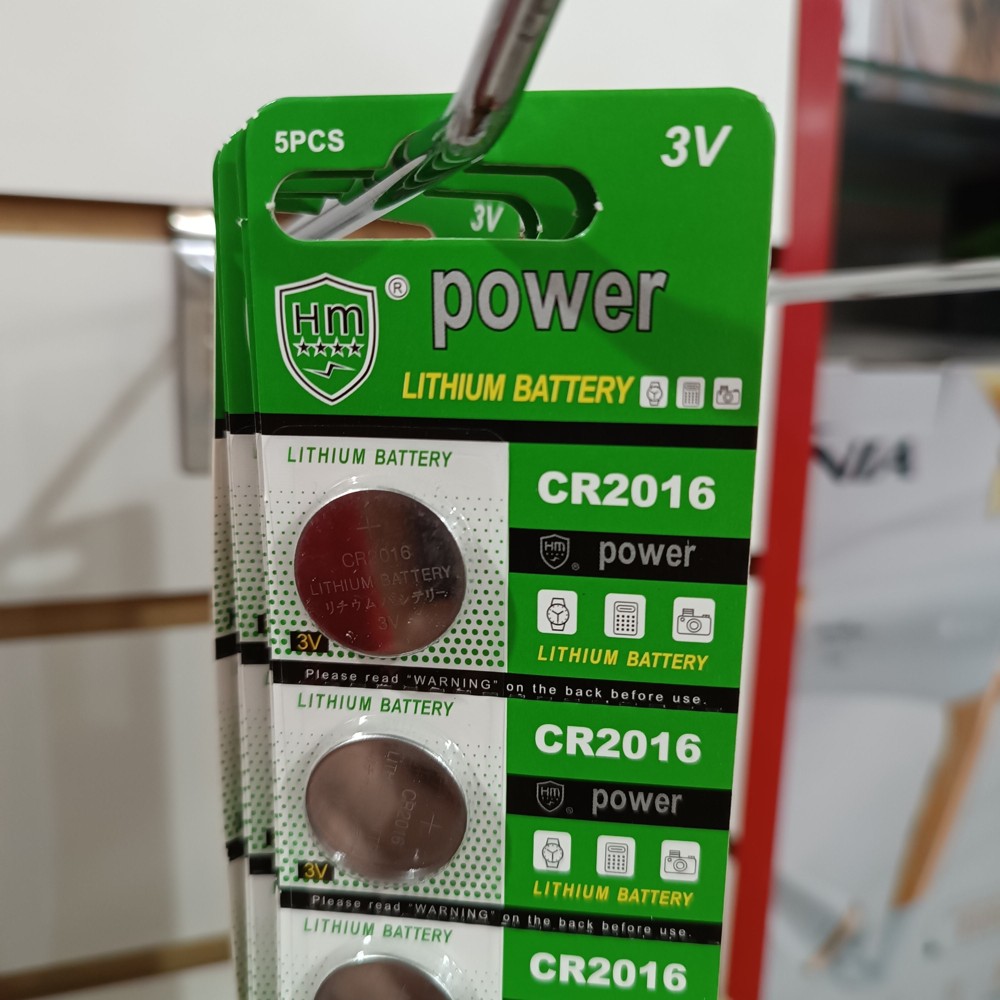 5PCS
3V
3V
Hm
®
power
LITHIUM BATTERY
LITHIUM BATTERY
CR2016
CR2016
LITHIUM BATTERY
リチウム バッテリー
3V
3V
HM
®
power
LITHIUM BATTERY
Please read "WARNING" on the back before use.
LITHIUM BATTERY
CR2016
CR2016
3V
HM
®
power
LITHIUM BATTERY
Please read "WARNING" on the back before use.
LITHIUM BATTERY
CR2016